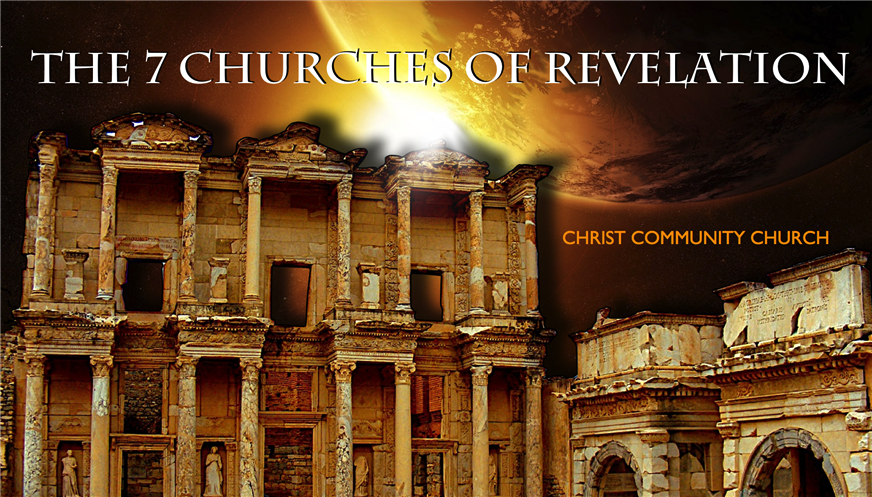 THE 7 CHURCHES OF REVELATION
CHRIST COMMUNITY CHURCH